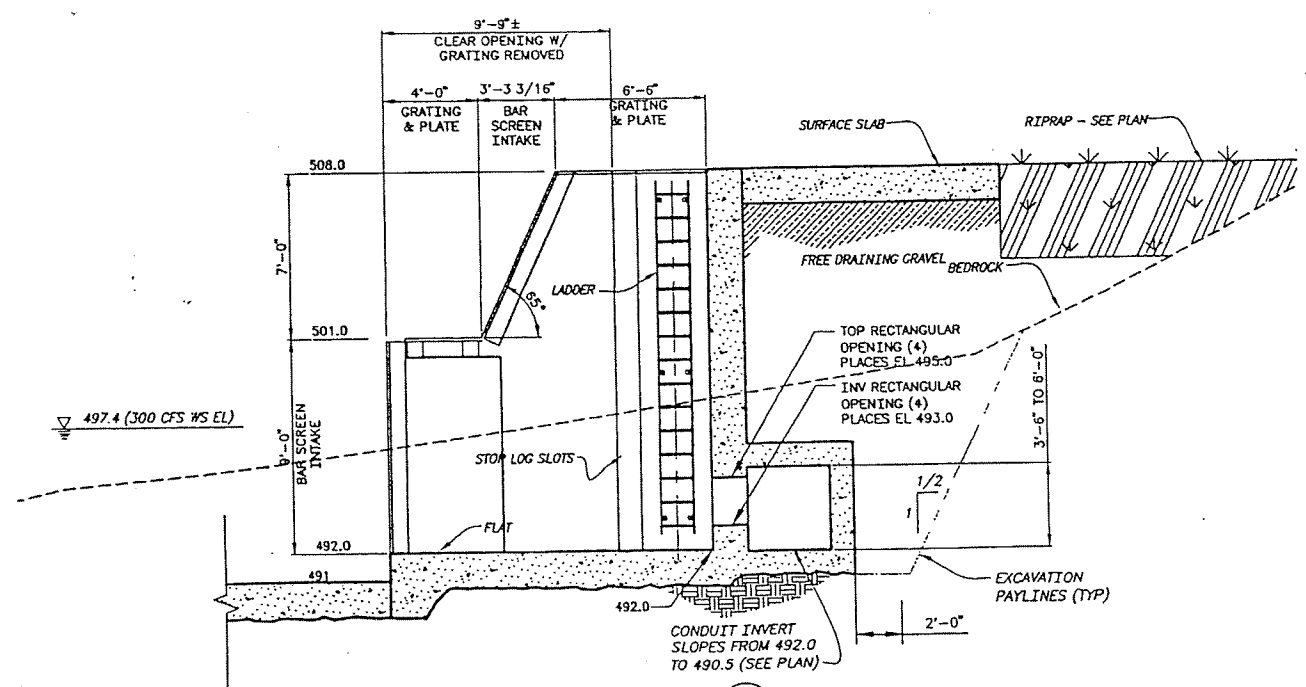 9'-9"±
CLEAR OPENING W/
GRATING REMOVED
4'-0"
GRATING
& PLATE
3'-3 3/16"
BAR
SCREEN
INTAKE
6'-6"
GRATING
& PLATE
SURFACE SLAB
RIPRAP - SEE PLAN
508.0
7'-0"
65°
LADDER
FREE DRAINING GRAVEL
BEDROCK
501.0
TOP RECTANGULAR
OPENING (4)
PLACES EL 495.0
INV RECTANGULAR
OPENING (4)
PLACES EL 493.0
3'-6" TO 6'-0"
497.4 (300 CFS WS EL)
9'-0"
BAR SCREEN
INTAKE
STOP LOG SLOTS
1/2
1
FLAT
492.0
491
492.0
EXCAVATION
PAYLINES (TYP)
2'-0"
CONDUIT INVERT
SLOPES FROM 492.0
TO 490.5 (SEE PLAN)